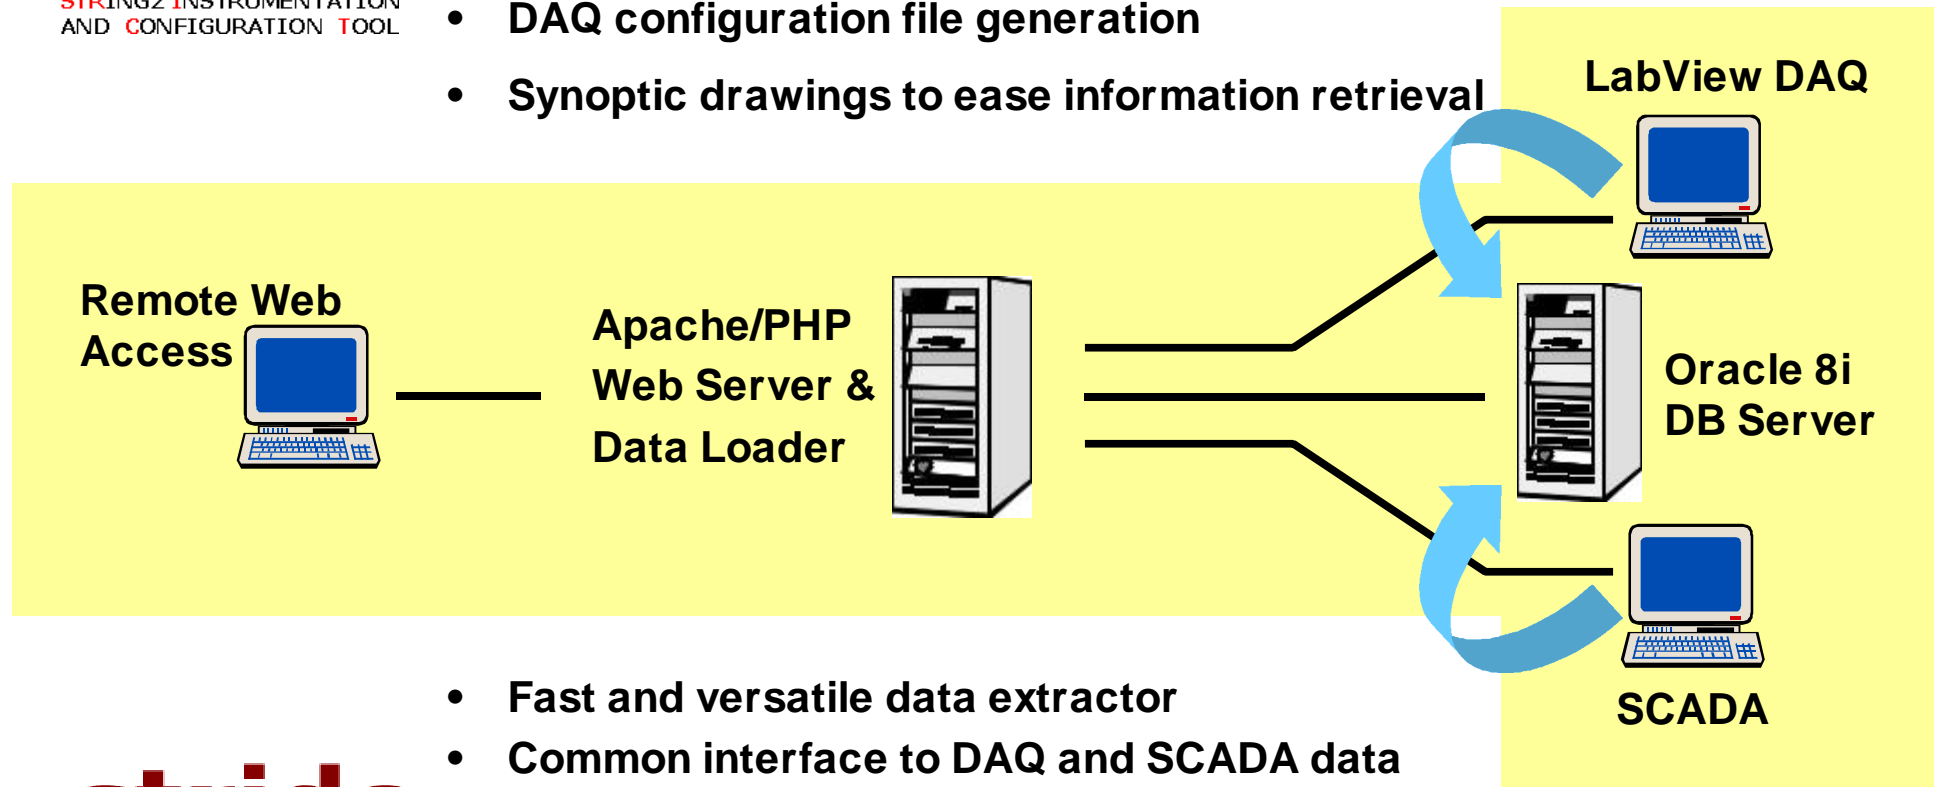 STRING2 INSTRUMENTATION
AND CONFIGURATION TOOL
• DAQ configuration file generation
• Synoptic drawings to ease information retrieval
LabView DAQ
Remote Web
Access
Apache/PHP
Web Server &
Data Loader
Oracle 8i
DB Server
SCADA
• Fast and versatile data extractor
• Common interface to DAQ and SCADA data